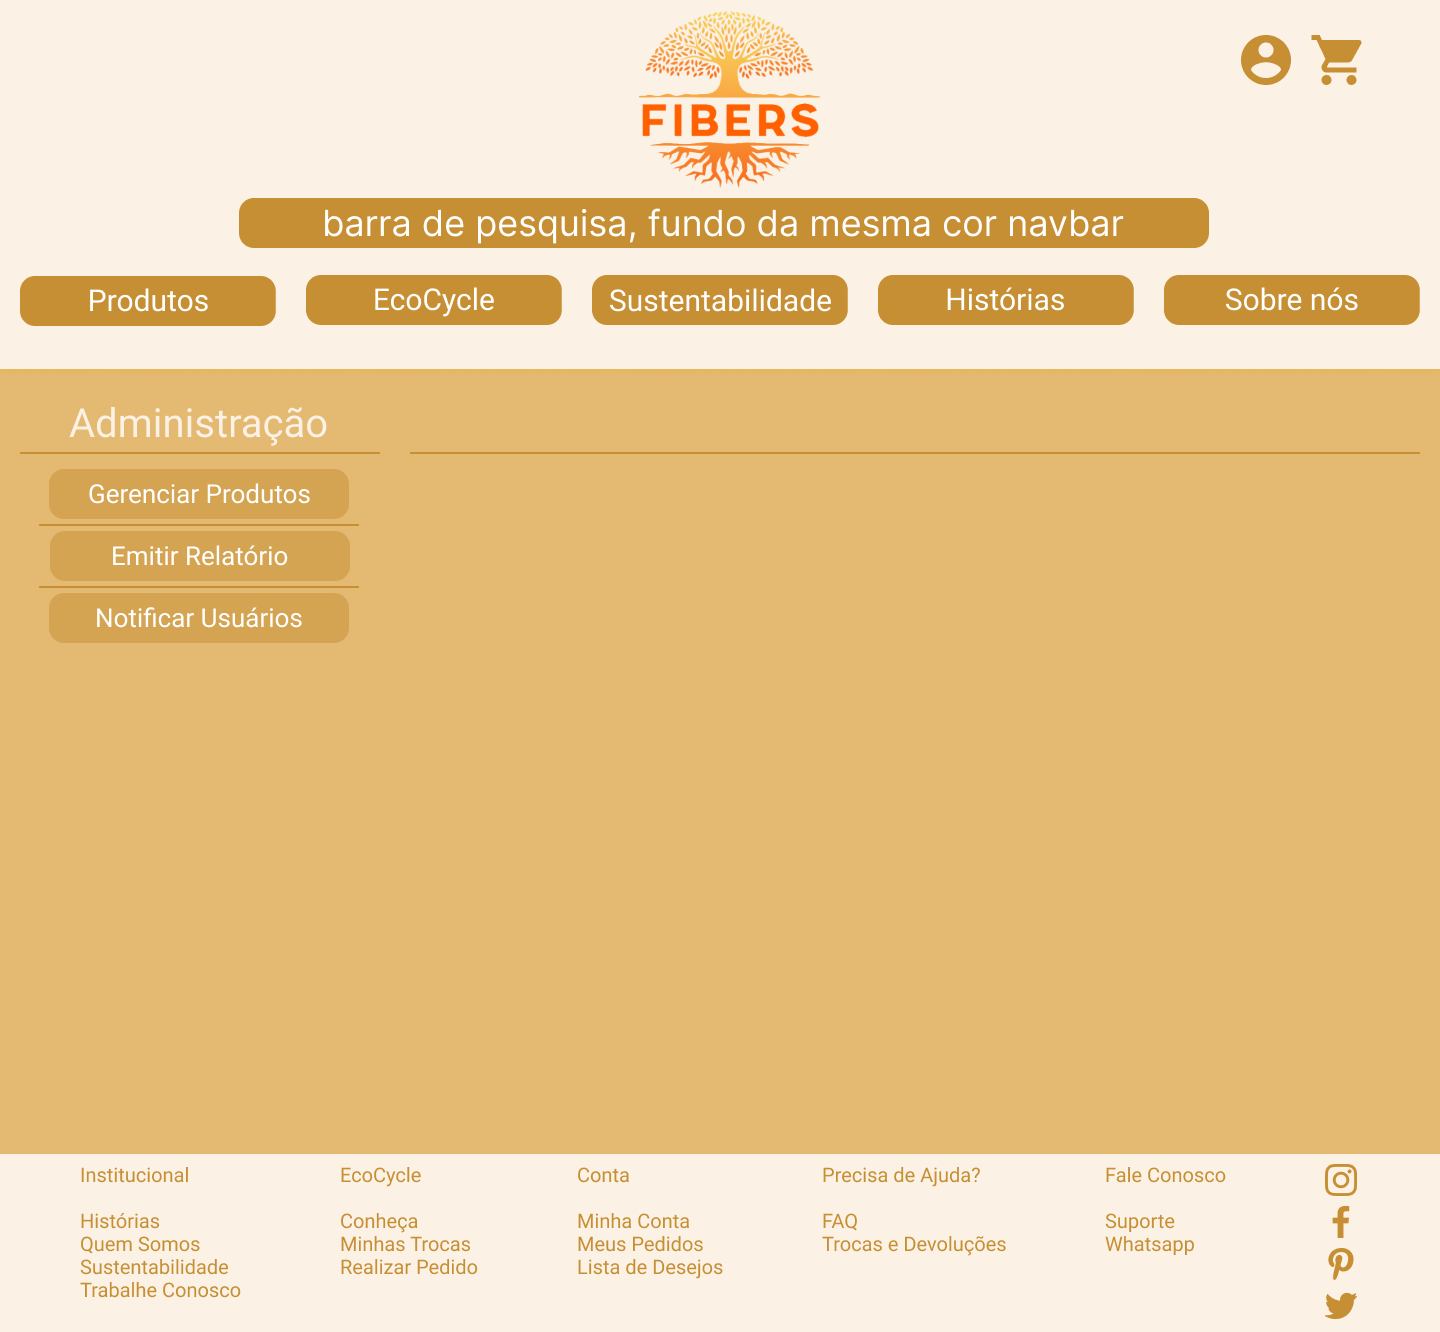 FIBERS
barra de pesquisa, fundo da mesma cor navbar
Produtos
EcoCycle
Sustentabilidade
Histórias
Sobre nós
Administração
Gerenciar Produtos
Emitir Relatório
Notificar Usuários
Institucional
Histórias
Quem Somos
Sustentabilidade
Trabalhe Conosco
EcoCycle
Conheça
Minhas Trocas
Realizar Pedido
Conta
Minha Conta
Meus Pedidos
Lista de Desejos
Precisa de Ajuda?
FAQ
Trocas e Devoluções
Fale Conosco
Suporte
Whatsapp